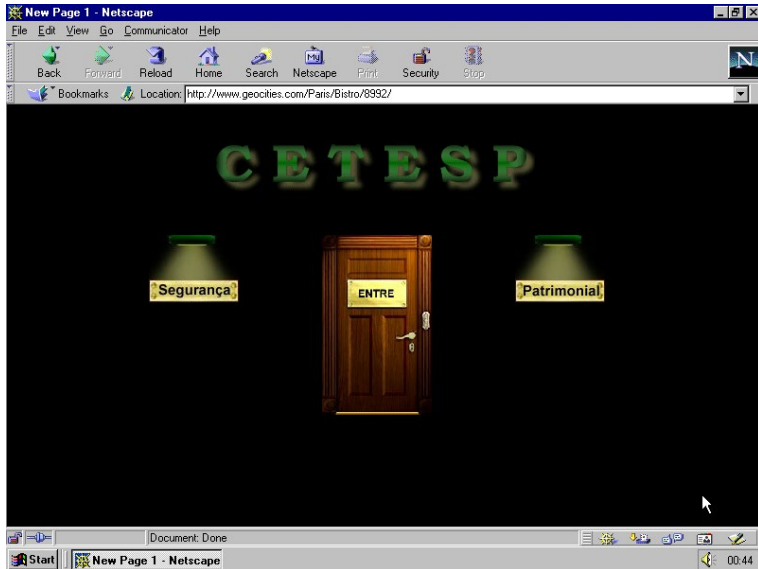 New Page 1 - Netscape
File Edit View Go Communicator Help
My
Back Forward Reload Home Search Netscape Print Security Stop
N
Bookmarks Location: http://www.geocities.com/Paris/Bistro/8992/
CETESP
Segurança
ENTRE
Patrimonial
Document: Done
Start New Page 1 - Netscape 00:44